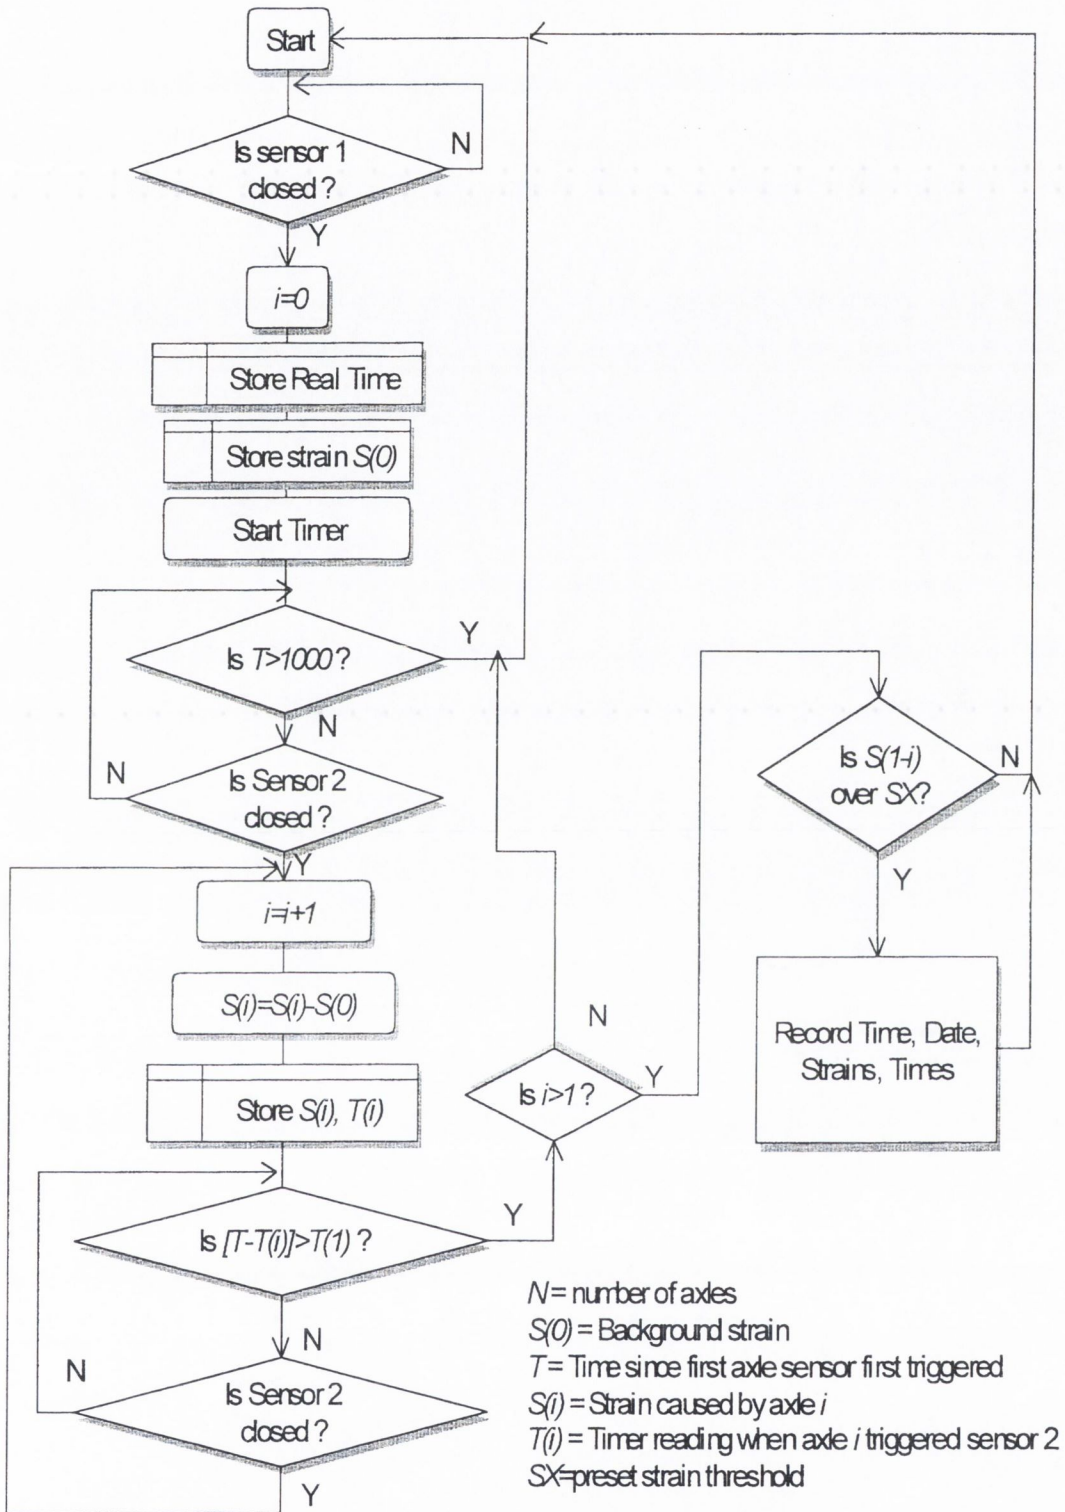 Start
Is sensor 1
closed ?
N
Y
i=0
Store Real Time
Store strain S(0)
Start Timer
Is T>1000?
Y
N
Is Sensor 2
closed ?
N
Y
i=i+1
S(i)=S(i)-S(0)
Store S(i), T(i)
Is [T-T(i)]>T(1) ?
Y
N
Is Sensor 2
closed ?
N
Y
Is i>1 ?
N
Y
Is S(1-i)
over SX?
N
Y
Record Time, Date,
Strains, Times
N = number of axles
S(0) = Background strain
T = Time since first axle sensor first triggered
S(i) = Strain caused by axle i
T(i) = Timer reading when axle i triggered sensor 2
SX=preset strain threshold